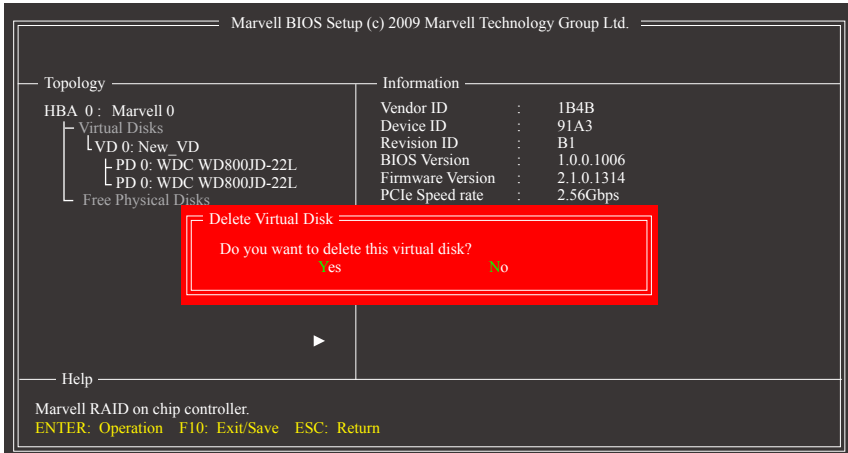 Marvell BIOS Setup (c) 2009 Marvell Technology Group Ltd.
Topology
HBA 0 : Marvell 0
Virtual Disks
VD 0: New_VD
PD 0: WDC WD800JD-22L
PD 0: WDC WD800JD-22L
Free Physical Disks
Information
Vendor ID : 1B4B
Device ID : 91A3
Revision ID : B1
BIOS Version : 1.0.0.1006
Firmware Version : 2.1.0.1314
PCIe Speed rate : 2.56Gbps
Delete Virtual Disk
Do you want to delete this virtual disk?
Yes No
Help
Marvell RAID on chip controller.
ENTER: Operation F10: Exit/Save ESC: Return